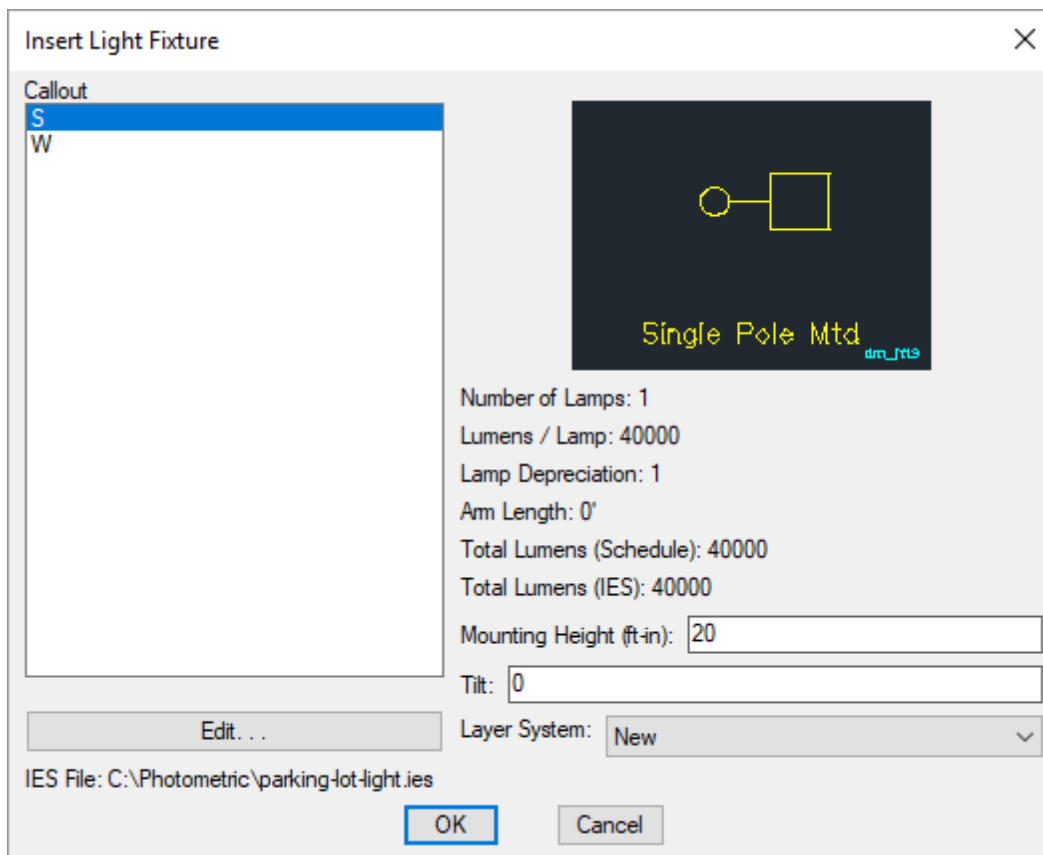 Insert Light Fixture
Callout
S
W
Single Pole Mtd
Number of Lamps: 1
Lumens / Lamp: 40000
Lamp Depreciation: 1
Arm Length: 0'
Total Lumens (Schedule): 40000
Total Lumens (IES): 40000
Mounting Height (ft-in): 20
Tilt: 0
Edit. . .
Layer System: New
IES File: C:\Photometric\parking-lot-light.ies
OK
Cancel